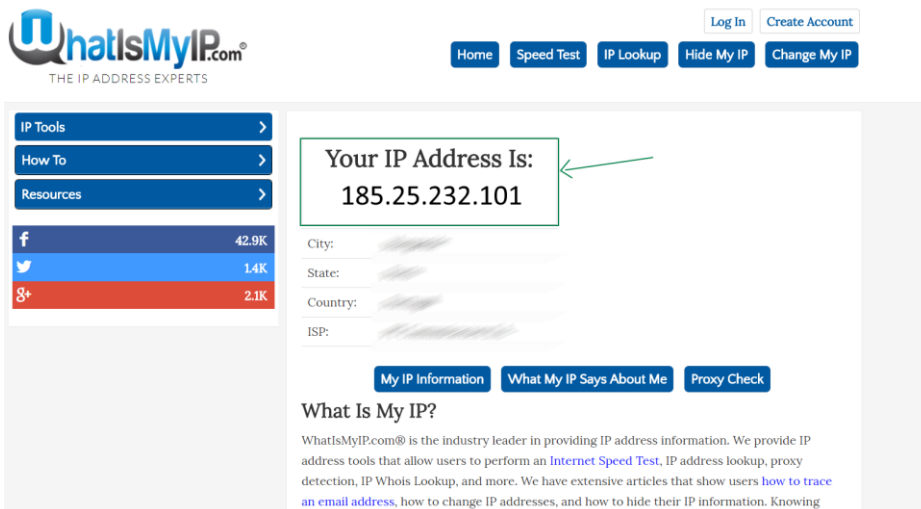 WhatIsMyIP.com®
THE IP ADDRESS EXPERTS
Log In Create Account
Home Speed Test IP Lookup Hide My IP Change My IP
IP Tools
How To
Resources
f 42.9K
1.4K
g+ 2.1K
Your IP Address Is:
185.25.232.101
City:
State:
Country:
ISP:
My IP Information What My IP Says About Me Proxy Check
What Is My IP?
WhatIsMyIP.com® is the industry leader in providing IP address information. We provide IP
address tools that allow users to perform an Internet Speed Test, IP address lookup, proxy
detection, IP Whois Lookup, and more. We have extensive articles that show users how to trace
an email address, how to change IP addresses, and how to hide their IP information. Knowing